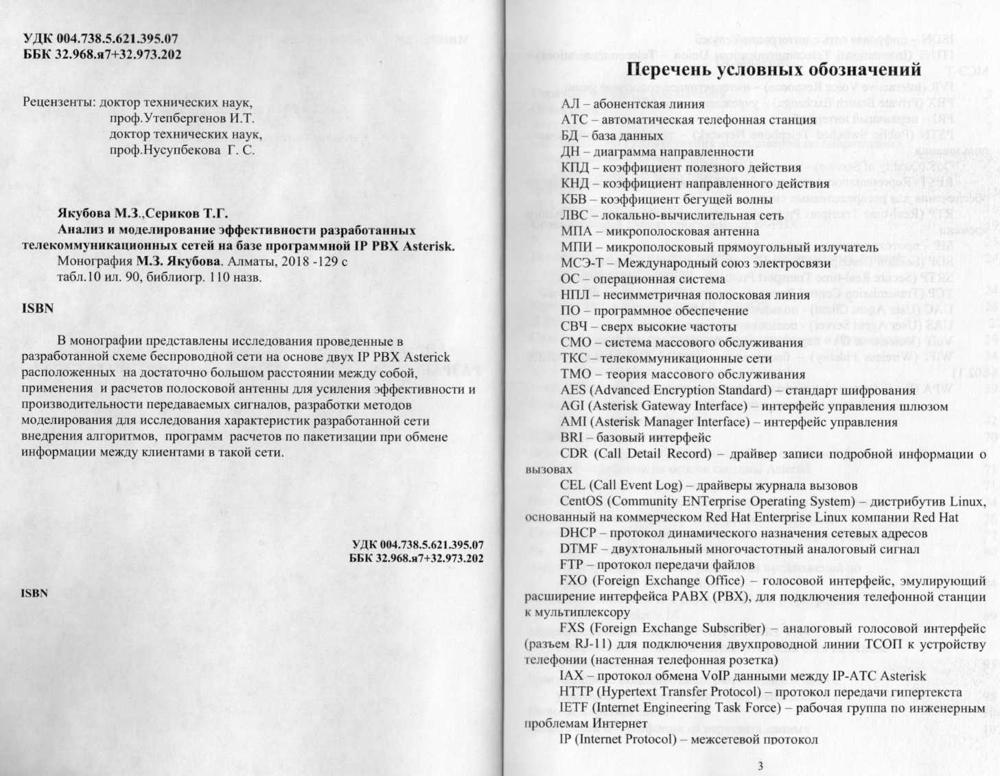 УДК 004.738.5.621.395.07
ББК 32.968.я7+32.973.202
Рецензенты: доктор технических наук,
проф.Утепбергенов И.Т.
доктор технических наук,
проф.Нусупбекова Г. С.
Якубова М.З.,Сериков Т.Г.
Анализ и моделирование эффективности разработанных
телекоммуникационных сетей на базе программной IP PBX Asterisk.
Монография М.З. Якубова. Алматы, 2018 -129 с
табл.10 ил. 90, библиогр. 110 назв.
ISBN
В монографии представлены исследования проведенные в
разработанной схеме беспроводной сети на основе двух IP PBX Asterick
расположенных на достаточно большом расстоянии между собой,
применения и расчетов полосковой антенны для усиления эффективности и
производительности передаваемых сигналов, разработки методов
моделирования для исследования характеристик разработанной сети
внедрения алгоритмов, программ расчетов по пакетизации при обмене
информации между клиентами в такой сети.
УДК 004.738.5.621.395.07
ББК 32.968.я7+32.973.202
ISBN
Перечень условных обозначений
АЛ – абонентская линия
АТС – автоматическая телефонная станция
БД – база данных
ДН – диаграмма направленности
КПД – коэффициент полезного действия
КНД – коэффициент направленного действия
КБВ – коэффициент бегущей волны
ЛВС – локально-вычислительная сеть
МПА – микрополосковая антенна
МПИ – микрополосковый прямоугольный излучатель
МСЭ-Т – Международный союз электросвязи
ОС – операционная система
НПЛ – несимметричная полосковая линия
ПО – программное обеспечение
СВЧ – сверх высокие частоты
СМО – система массового обслуживания
ТКС – телекоммуникационные сети
ТМО – теория массового обслуживания
AES (Advanced Encryption Standard) – стандарт шифрования
AGI (Asterisk Gateway Interface) – интерфейс управления шлюзом
AMI (Asterisk Manager Interface) – интерфейс управления
BRI – базовый интерфейс
CDR (Call Detail Record) – драйвер записи подробной информации о
вызовах
CEL (Call Event Log) – драйверы журнала вызовов
CentOS (Community ENTerprise Operating System) – дистрибутив Linux,
основанный на коммерческом Red Hat Enterprise Linux компании Red Hat
DHCP – протокол динамического назначения сетевых адресов
DTMF – двухтональный многочастотный аналоговый сигнал
FTP – протокол передачи файлов
FXO (Foreign Exchange Office) – голосовой интерфейс, эмулирующий
расширение интерфейса PABX (PBX), для подключения телефонной станции
к мультиплексору
FXS (Foreign Exchange Subscriber) – аналоговый голосовой интерфейс
(разъем RJ-11) для подключения двухпроводной линии ТСОП к устройству
телефонии (настенная телефонная розетка)
IAX – протокол обмена VoIP данными между IP-АТС Asterisk
HTTP (Hypertext Transfer Protocol) – протокол передачи гипертекста
IETF (Internet Engineering Task Force) – рабочая группа по инженерным
проблемам Интернет
IP (Internet Protocol) – межсетевой протокол
3